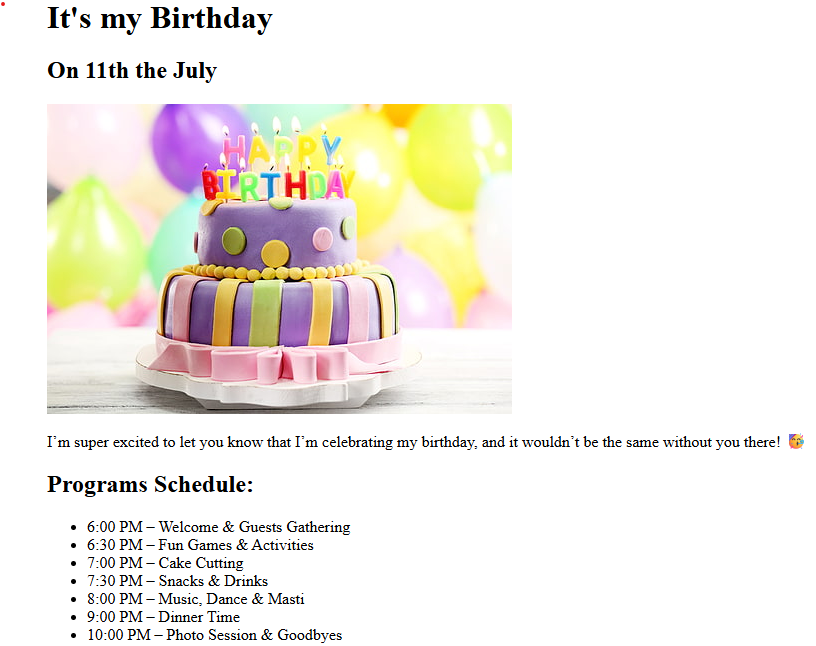 It's my Birthday
On 11th the July
HAPPY
BIRTHDAY
I’m super excited to let you know that I’m celebrating my birthday, and it wouldn’t be the same without you there! 🥳
Programs Schedule:
• 6:00 PM – Welcome & Guests Gathering
• 6:30 PM – Fun Games & Activities
• 7:00 PM – Cake Cutting
• 7:30 PM – Snacks & Drinks
• 8:00 PM – Music, Dance & Masti
• 9:00 PM – Dinner Time
• 10:00 PM – Photo Session & Goodbyes